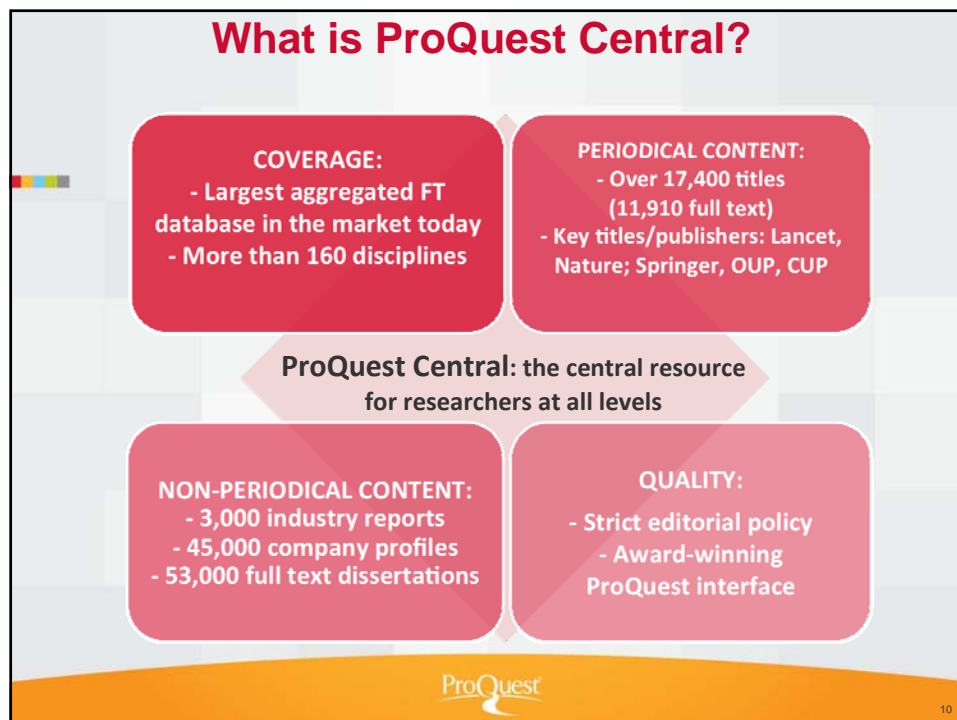 What is ProQuest Central?
COVERAGE:
- Largest aggregated FT
database in the market today
- More than 160 disciplines
PERIODICAL CONTENT:
- Over 17,400 titles
(11,910 full text)
- Key titles/publishers: Lancet,
Nature; Springer, OUP, CUP
ProQuest Central: the central resource
for researchers at all levels
NON-PERIODICAL CONTENT:
- 3,000 industry reports
- 45,000 company profiles
- 53,000 full text dissertations
QUALITY:
- Strict editorial policy
- Award-winning
ProQuest interface
ProQuest
10